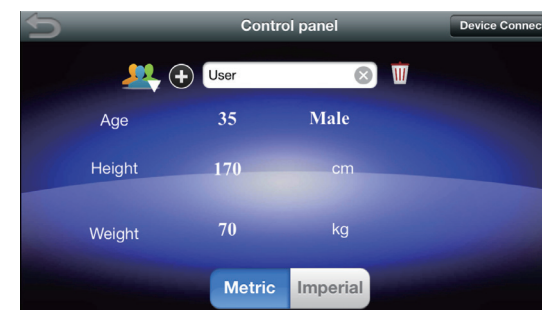 Control panel Device Connec
User
Age 35 Male
Height 170 cm
Weight 70 kg
Metric Imperial